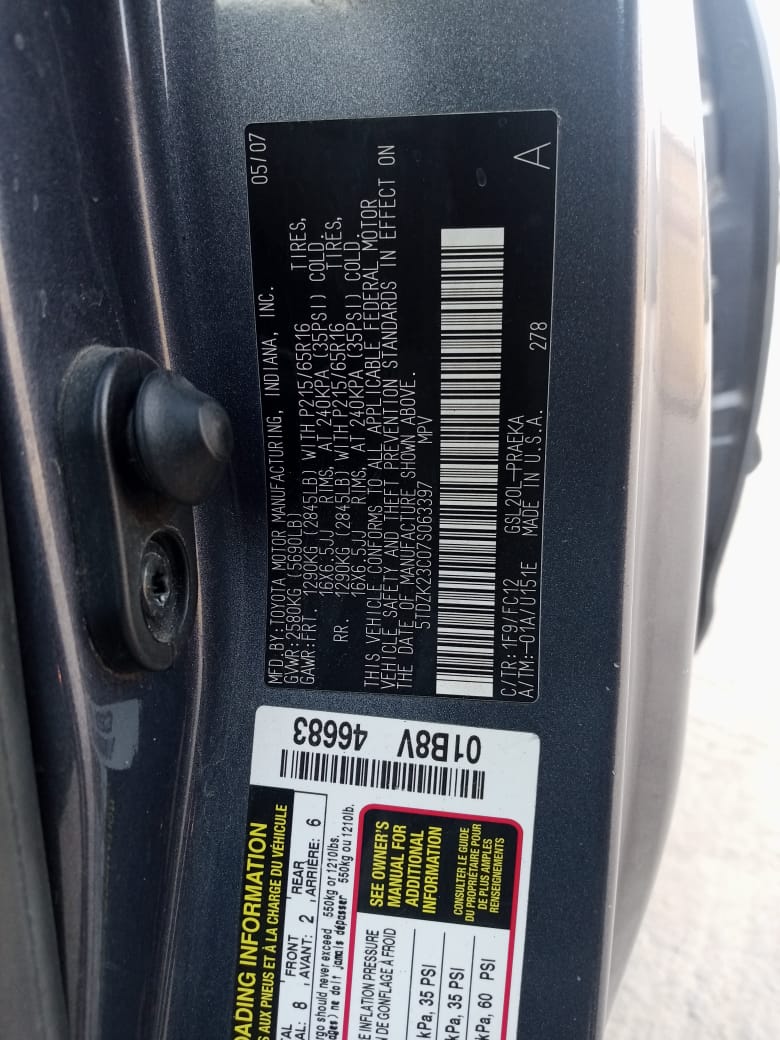 MFD.BY:TOYOTA MOTOR MANUFACTURING, INDIANA, INC. 05/07
GVWR:2580KG (5690LB)
GAWR:FRT. 1290KG (2845LB) WITH P215/65R16 TIRES,
16X6.5JJ RIMS, AT 240KPA (35PSI) COLD.
RR. 1290KG (2845LB) WITH P215/65R16 TIRES,
16X6.5JJ RIMS, AT 240KPA (35PSI) COLD.
THIS VEHICLE CONFORMS TO ALL APPLICABLE FEDERAL MOTOR
VEHICLE SAFETY AND THEFT PREVENTION STANDARDS IN EFFECT ON
THE DATE OF MANUFACTURE SHOWN ABOVE.
5TDZK23C07S063397 MPV
C/TR:1F9/FC12 GSL20L-PRAEKA 278
A/TM:-01A/U151E MADE IN U.S.A. A
01B8V 46683
OADING INFORMATION
S AUX PNEUS ET À LA CHARGE DU VÉHICULE
TAL 8 FRONT 2 REAR 6
AL: AVANT: ARRIÈRE:
rgo should never exceed 550kg or 1210lbs.
ages) ne doit jamais dépasser 550kg ou 1210lb.
E INFLATION PRESSURE
N DE GONFLAGE À FROID
kPa, 35 PSI
kPa, 35 PSI
kPa, 60 PSI
SEE OWNER'S
MANUAL FOR
ADDITIONAL
INFORMATION
CONSULTER LE GUIDE
DU PROPRIÉTAIRE POUR
DE PLUS AMPLES
RENSEIGNEMENTS